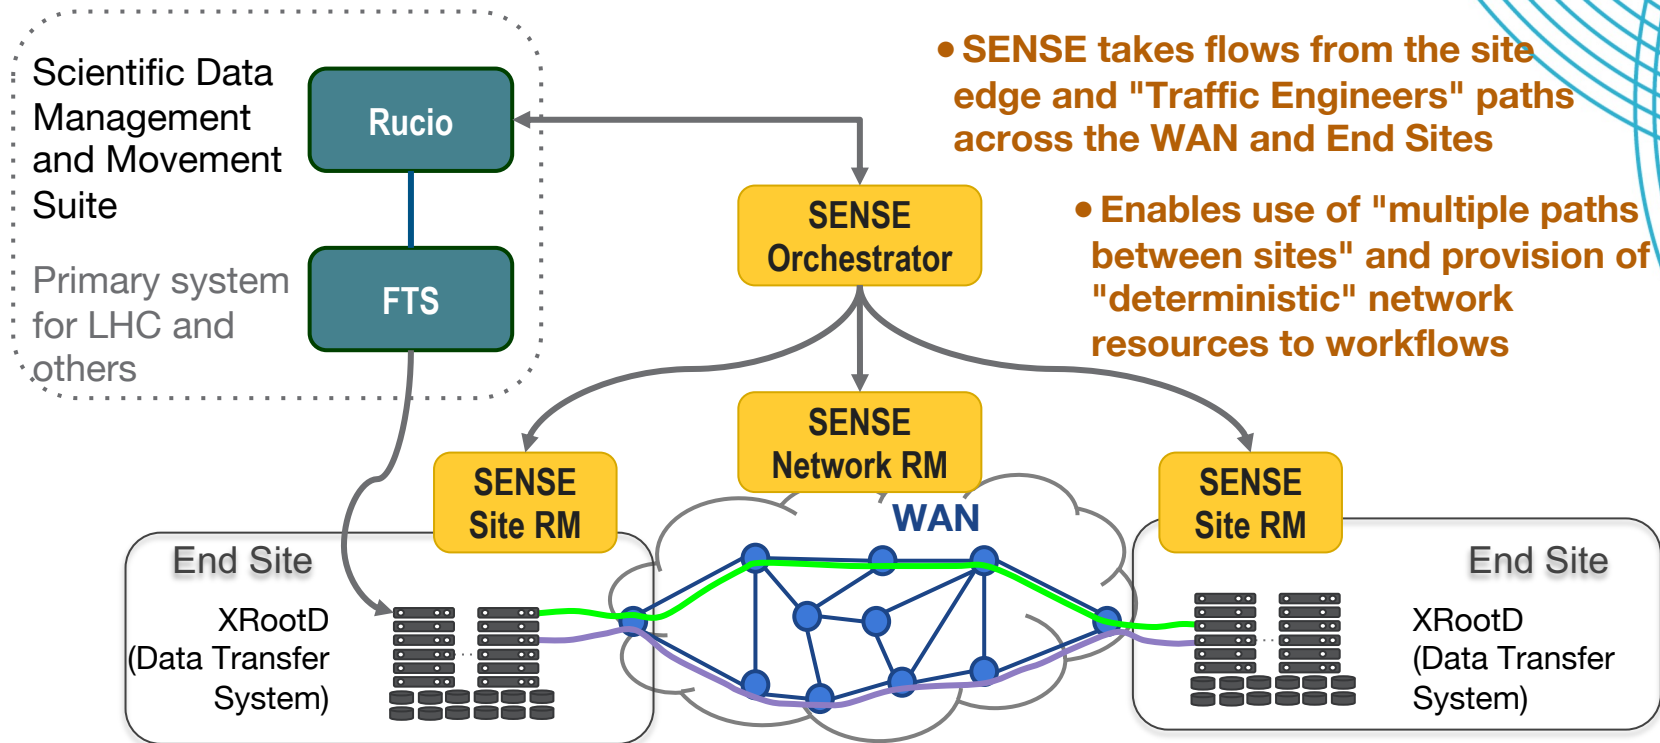 Scientific Data
Management
and Movement
Suite
Primary system
for LHC and
others
Rucio
FTS
• SENSE takes flows from the site
edge and "Traffic Engineers" paths
across the WAN and End Sites
• Enables use of "multiple paths
between sites" and provision of
"deterministic" network
resources to workflows
SENSE
Orchestrator
SENSE
Network RM
SENSE
Site RM
SENSE
Site RM
WAN
End Site
XRootD
(Data Transfer
System)
End Site
XRootD
(Data Transfer
System)